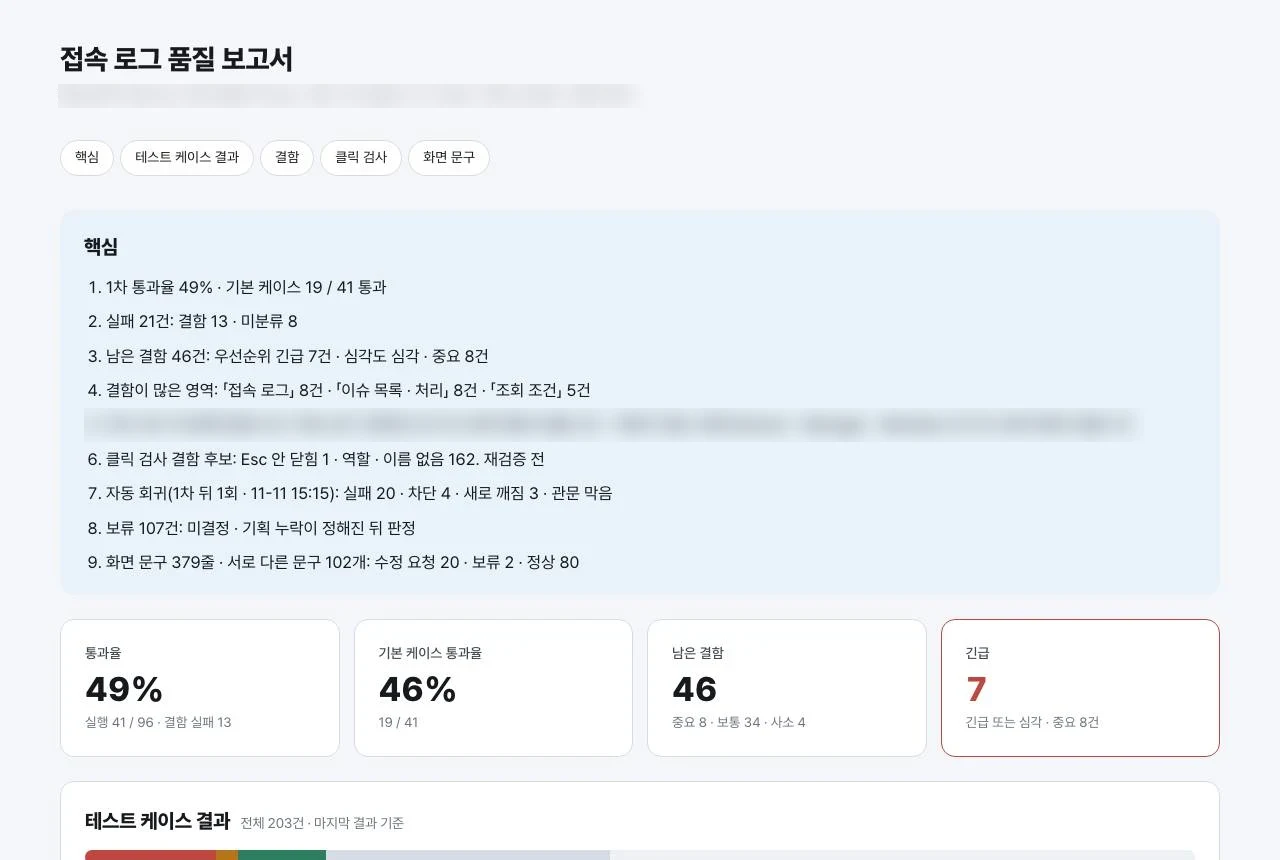 접속 로그 품질 보고서
핵심
테스트 케이스 결과
결함
클릭 검사
화면 문구
핵심
1. 1차 통과율 49% · 기본 케이스 19 / 41 통과
2. 실패 21건: 결함 13 · 미분류 8
3. 남은 결함 46건: 우선순위 긴급 7건 · 심각도 심각 · 중요 8건
4. 결함이 많은 영역: 「접속 로그」 8건 · 「이슈 목록 · 처리」 8건 · 「조회 조건」 5건
6. 클릭 검사 결함 후보: Esc 안 닫힘 1 · 역할 · 이름 없음 162. 재검증 전
7. 자동 회귀(1차 뒤 1회 · 11-11 15:15): 실패 20 · 차단 4 · 새로 깨짐 3 · 관문 막음
8. 보류 107건: 미결정 · 기획 누락이 정해진 뒤 판정
9. 화면 문구 379줄 · 서로 다른 문구 102개: 수정 요청 20 · 보류 2 · 정상 80
통과율
49%
실행 41 / 96 · 결함 실패 13
기본 케이스 통과율
46%
19 / 41
남은 결함
46
중요 8 · 보통 34 · 사소 4
긴급
7
긴급 또는 심각 · 중요 8건
테스트 케이스 결과 전체 203건 · 마지막 결과 기준